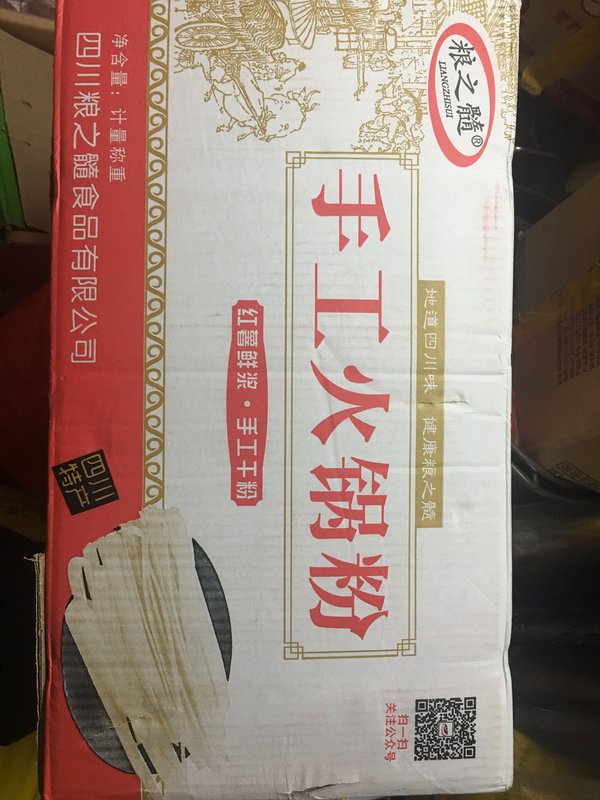 粮之髓®
LIANGZHISUI
地道四川味 健康粮之髓
手工火锅粉
红薯鲜浆·手工干粉
四川
特产
扫一扫
关注公众号
净含量：计量称重
四川粮之髓食品有限公司